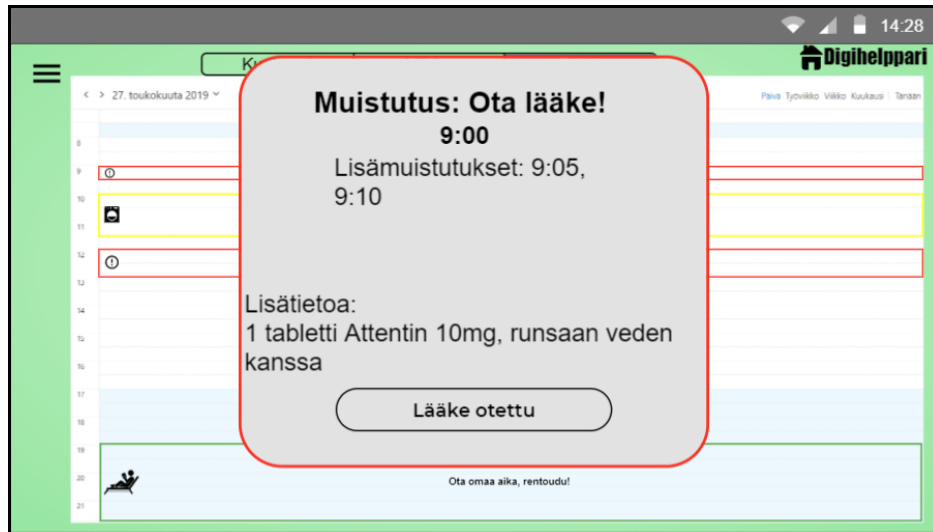 14:28
Digihelppari
27. toukokuuta 2019
Päivä Työviikko Viikko Kuukausi Tänään
Muistutus: Ota lääke!
9:00
Lisämuistutukset: 9:05,
9:10
Lisätietoa:
1 tabletti Attentin 10mg, runsaan veden
kanssa
Lääke otettu
8
9
10
11
12
13
14
15
16
17
18
19
20
21
Ota omaa aika, rentoudu!